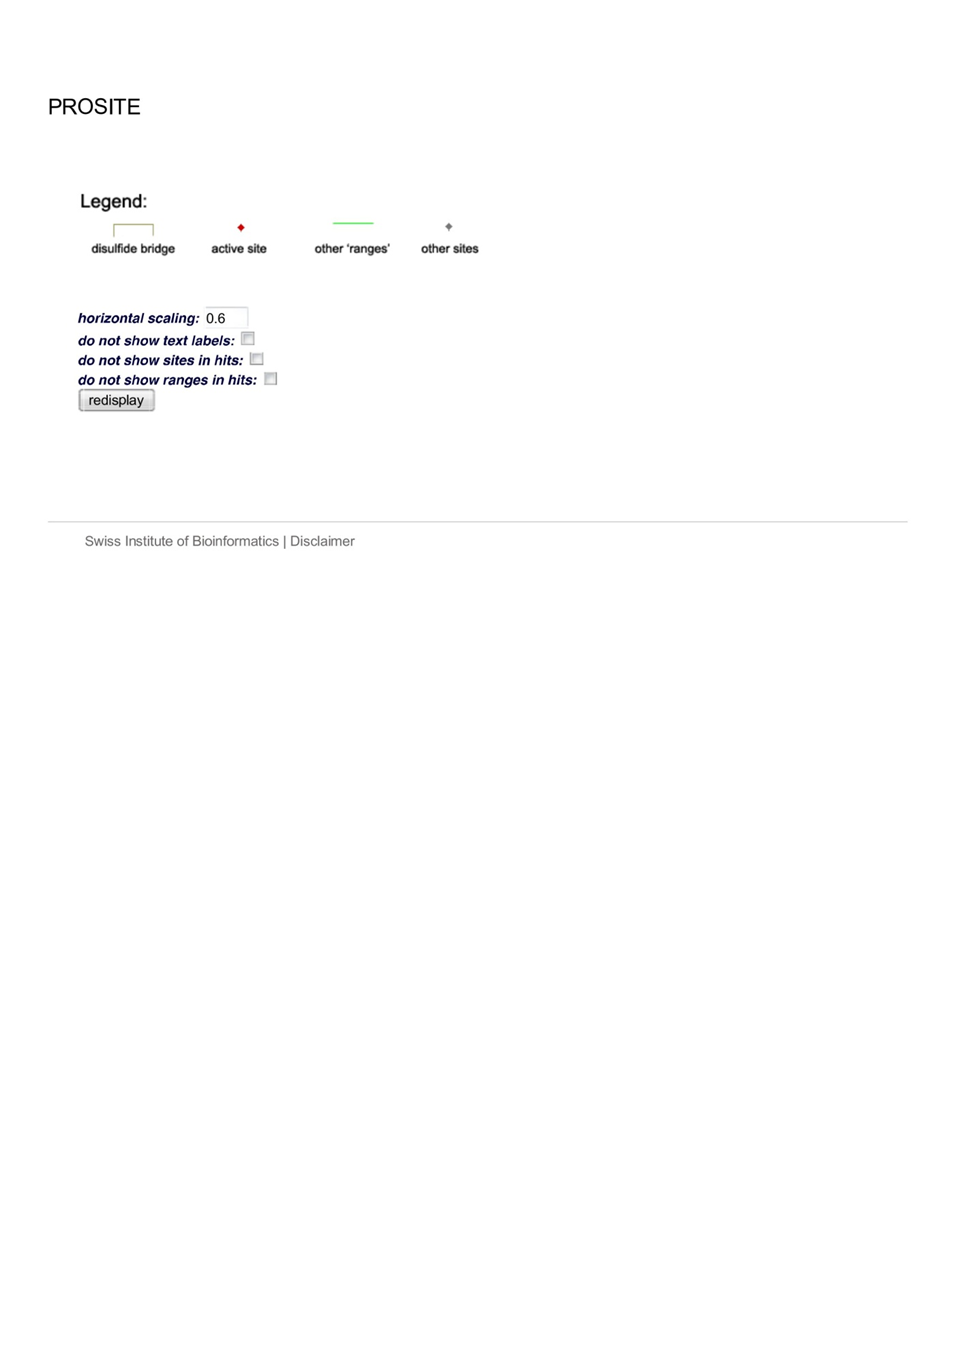 PROSITE
Legend:
disulfide bridge active site other 'ranges' other sites
horizontal scaling: 0.6
do not show text labels:
do not show sites in hits:
do not show ranges in hits:
redisplay
Swiss Institute of Bioinformatics | Disclaimer